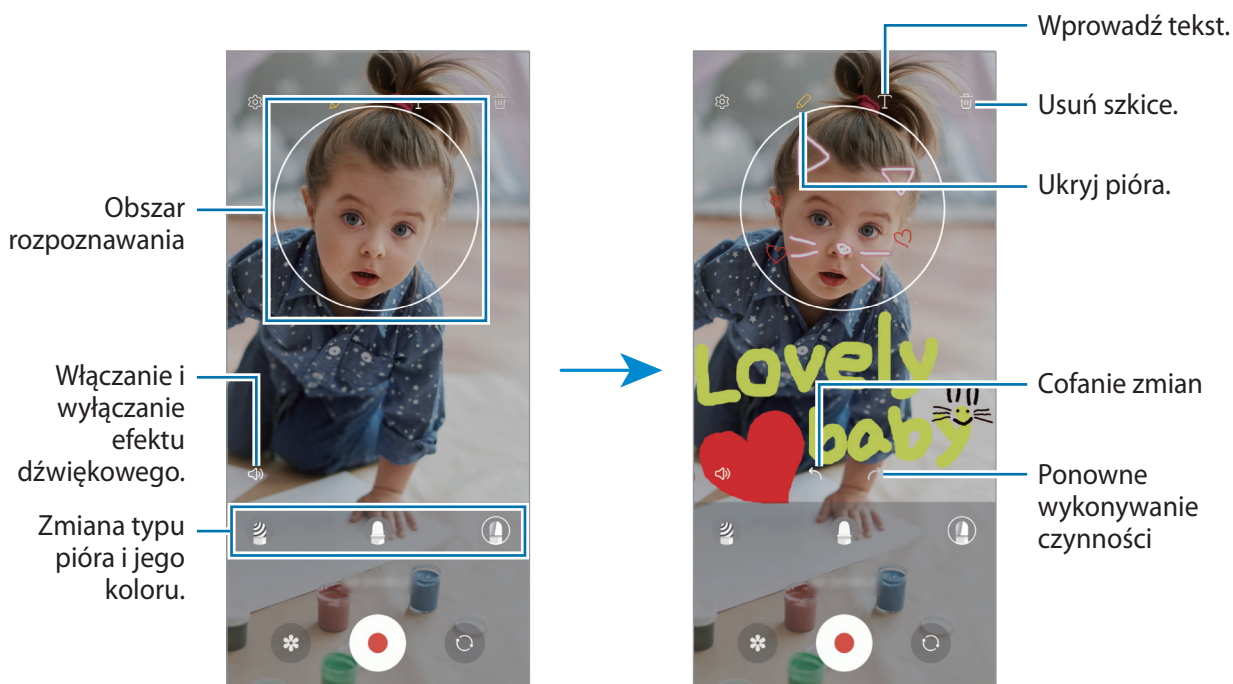 Wprowadź tekst.
Usuń szkice.
Ukryj pióra.
Obszar
rozpoznawania
T
T
Lovely
baby
Włączanie i
wyłączanie
efektu
dźwiękowego.
Cofanie zmian
Ponowne
wykonywanie
czynności
Zmiana typu
pióra i jego
koloru.